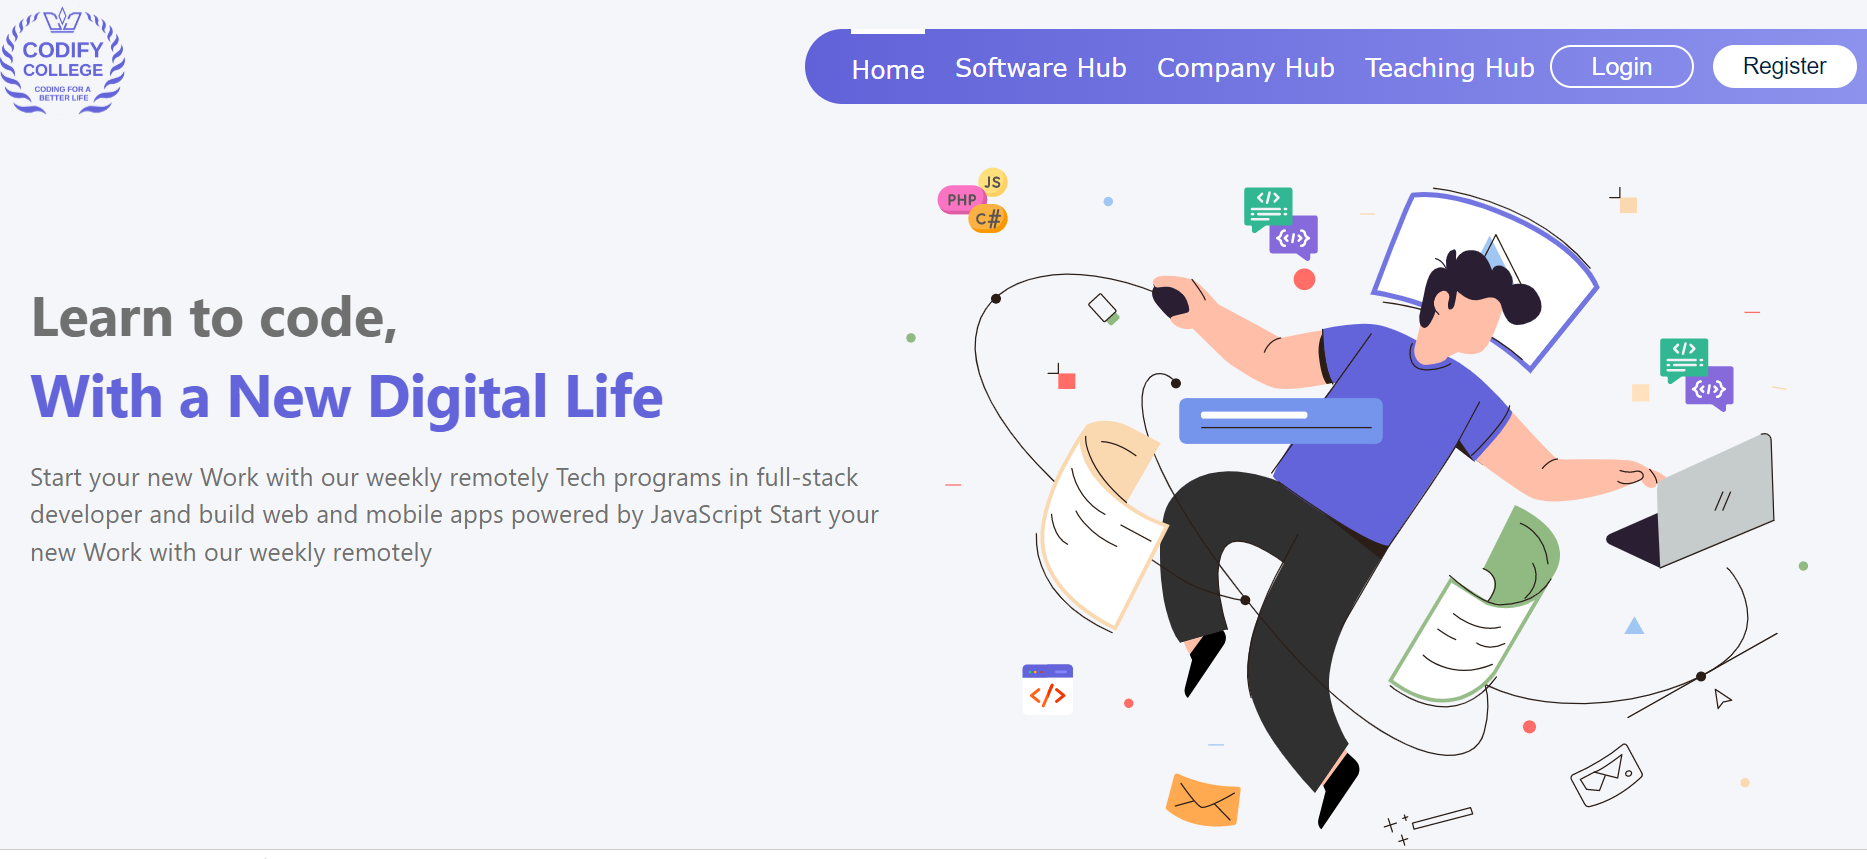 CODIFY
COLLEGE
CODING FOR A
BETTER LIFE
Home Software Hub Company Hub Teaching Hub Login Register
JS
PHP
C#
</>
{</>}
Learn to code,
With a New Digital Life
Start your new Work with our weekly remotely Tech programs in full-stack
developer and build web and mobile apps powered by JavaScript Start your
new Work with our weekly remotely
</>
{</>}
</>